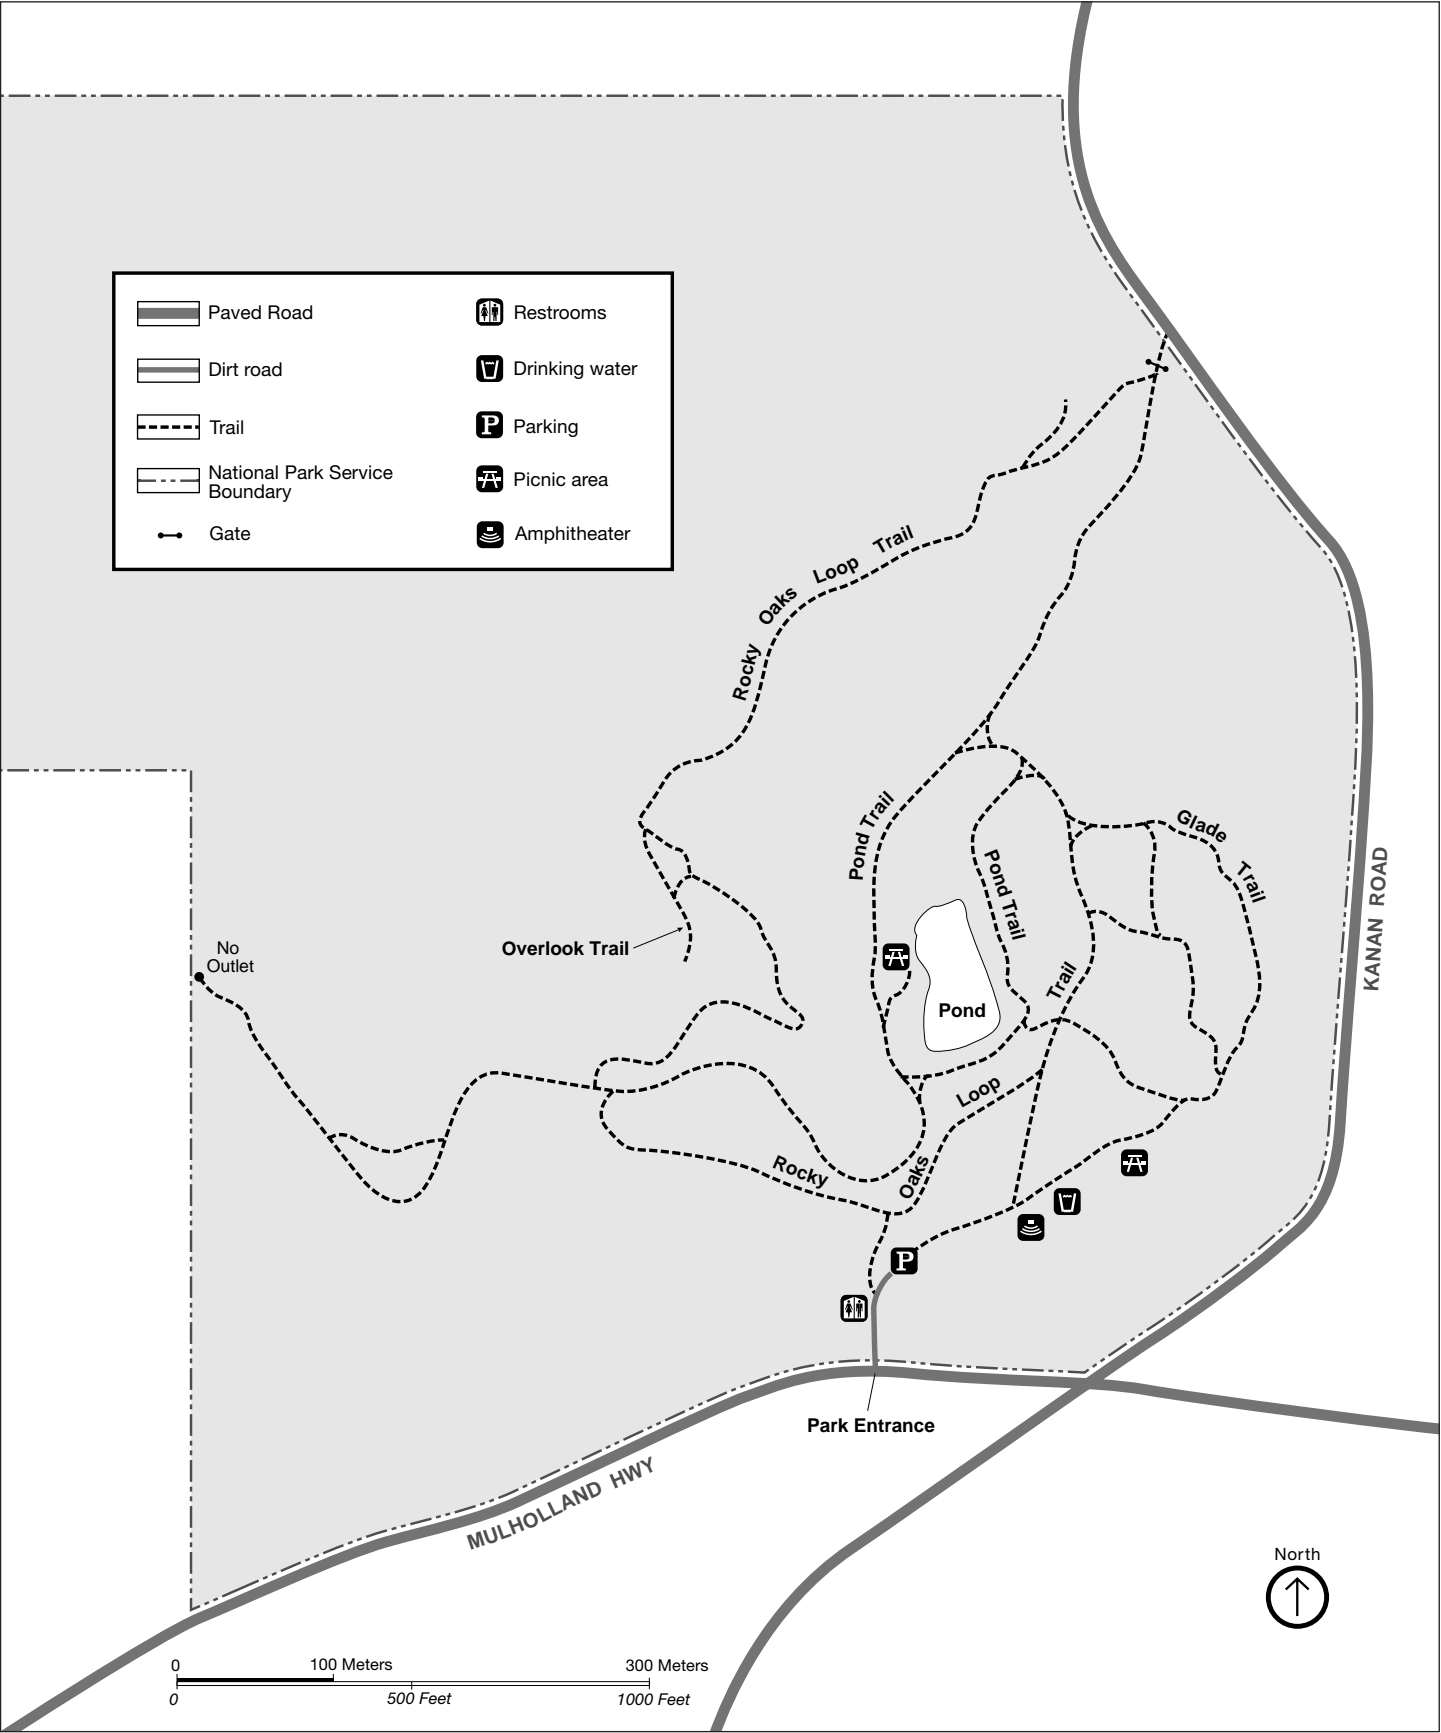 Paved Road
Dirt road
Trail
National Park Service
Boundary
Gate
Restrooms
Drinking water
P
Parking
Picnic area
Amphitheater
Rocky Oaks Loop Trail
Pond Trail
Pond Trail
Glade Trail
KANAN ROAD
Overlook Trail
No
Outlet
Pond
Rocky Oaks Loop Trail
P
Park Entrance
MULHOLLAND HWY
North
0 100 Meters 300 Meters
0 500 Feet 1000 Feet